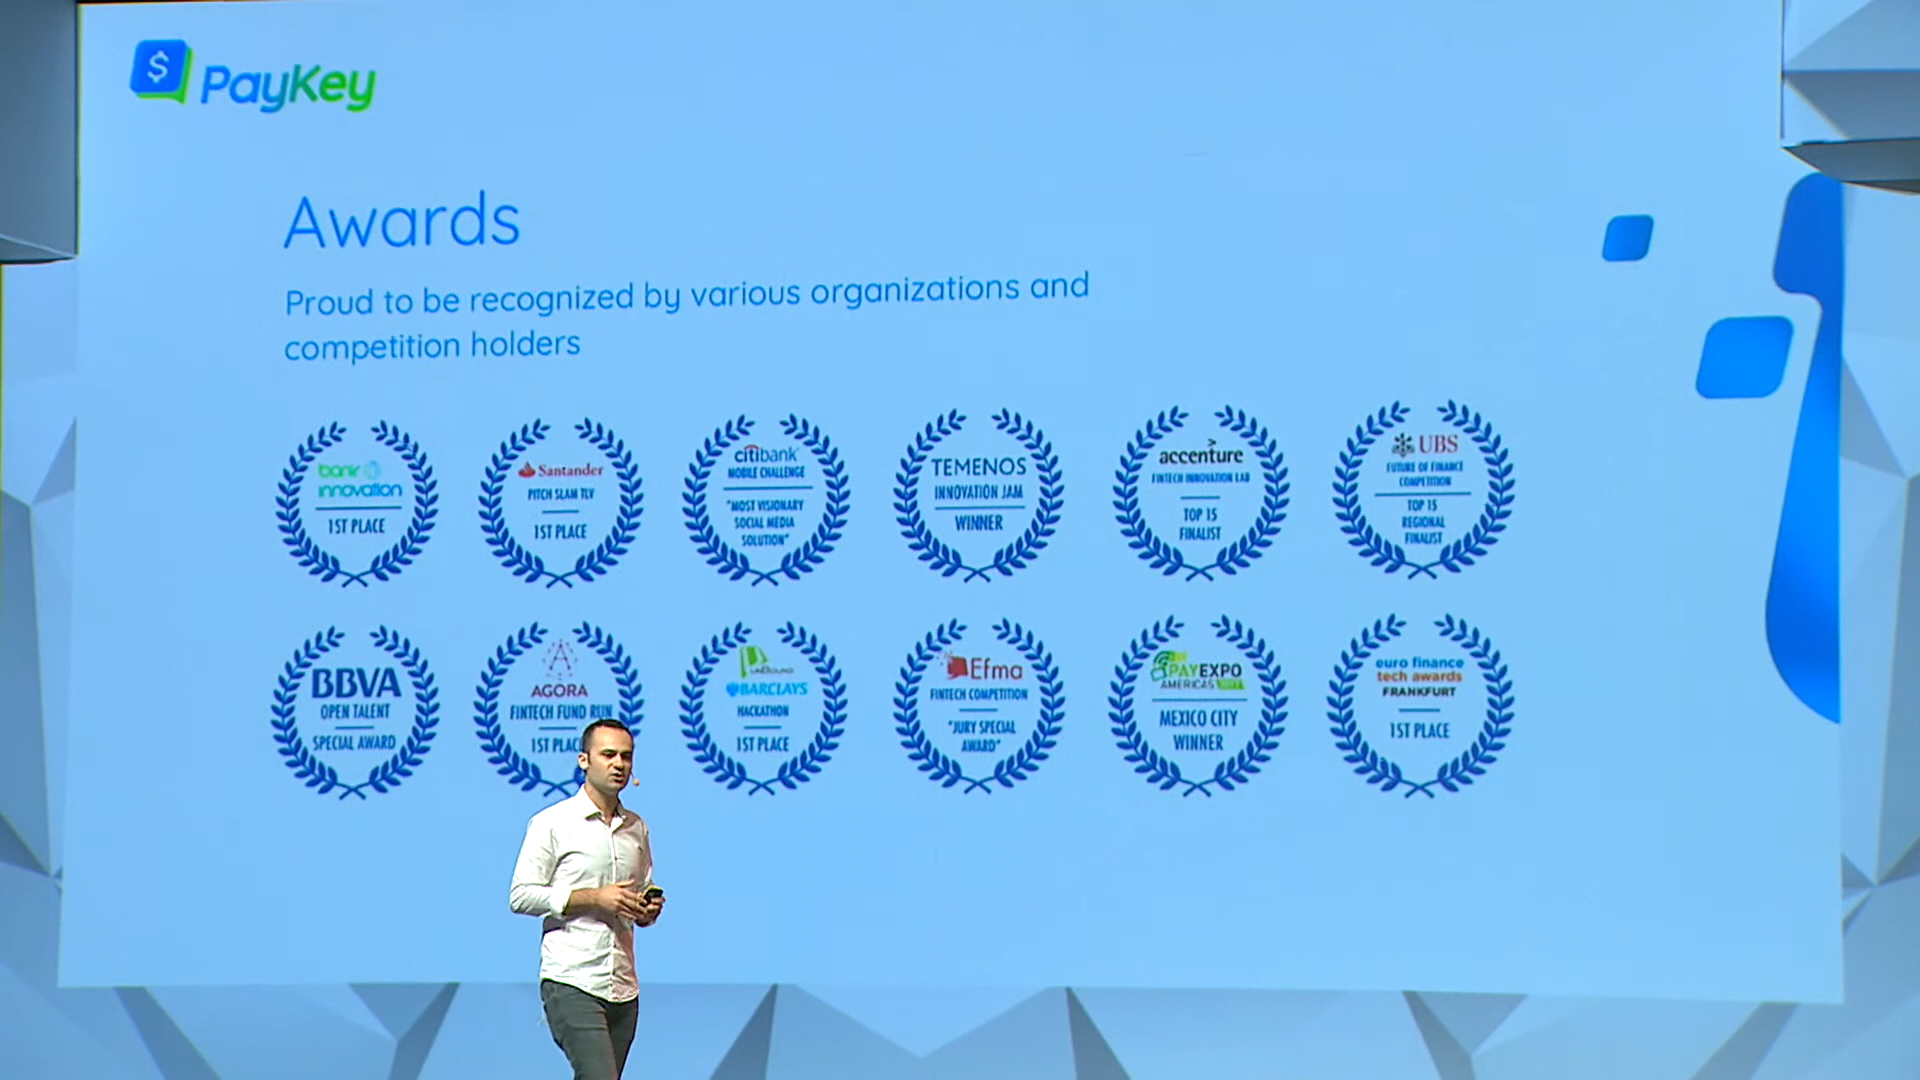 $ PayKey
Awards
Proud to be recognized by various organizations and
competition holders
bank
innovation
1ST PLACE
Santander
PITCH SLAM TLV
1ST PLACE
citibank
MOBILE CHALLENGE
"MOST VISIONARY
SOCIAL MEDIA
SOLUTION"
TEMENOS
INNOVATION JAM
WINNER
accenture
FINTECH INNOVATION LAB
TOP 15
FINALIST
UBS
FUTURE OF FINANCE
COMPETITION
TOP 15
REGIONAL
FINALIST
BBVA
OPEN TALENT
SPECIAL AWARD
AGORA
FINTECH FUND RUN
1ST PLAC
BARCLAYS
HACKATHON
1ST PLACE
Efma
FINTECH COMPETITION
"JURY SPECIAL
AWARD"
PAYEXPO
AMERICAS
MEXICO CITY
WINNER
euro finance
tech awards
FRANKFURT
1ST PLACE